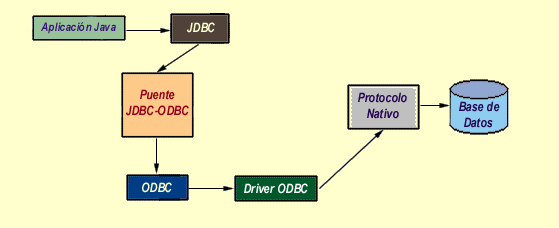 Aplicación Java
JDBC
Puente
JDBC-ODBC
ODBC
Driver ODBC
Protocolo
Nativo
Base de
Datos